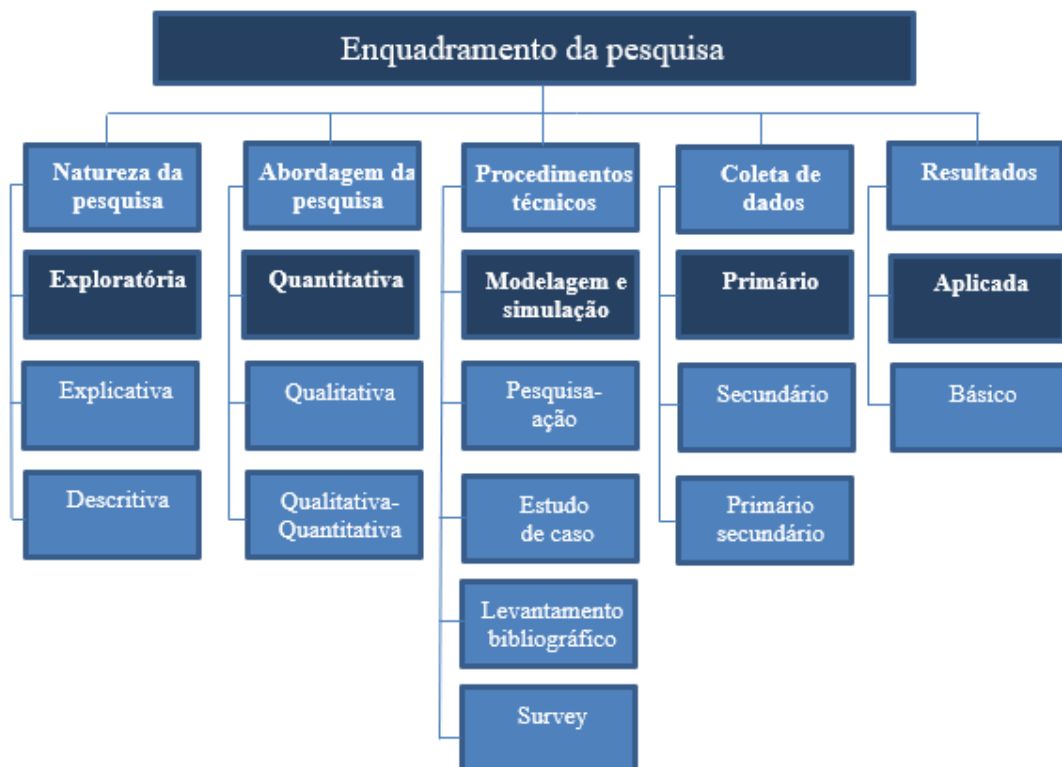 Enquadramento da pesquisa
Natureza da
pesquisa
Exploratória
Explicativa
Descritiva
Abordagem da
pesquisa
Quantitativa
Qualitativa
Qualitativa-
Quantitativa
Procedimentos
técnicos
Modelagem e
simulação
Pesquisa-
ação
Estudo
de caso
Levantamento
bibliográfico
Survey
Coleta de
dados
Primário
Secundário
Primário
secundário
Resultados
Aplicada
Básico